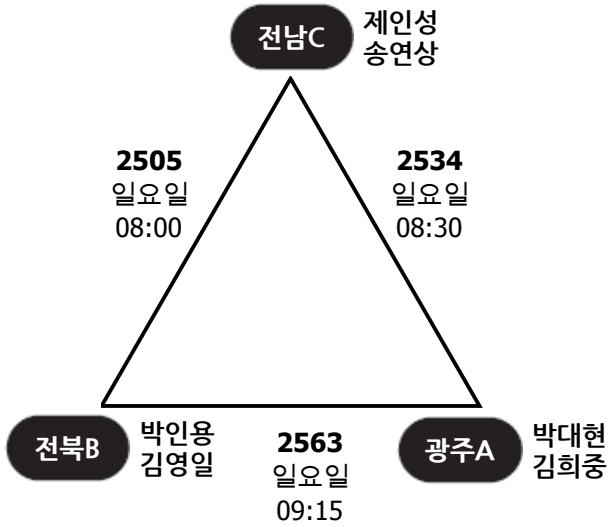 전남C
제인성
송연상
2505
일요일
08:00
2534
일요일
08:30
전북B
박인용
김영일
2563
일요일
09:15
광주A
박대현
김희중